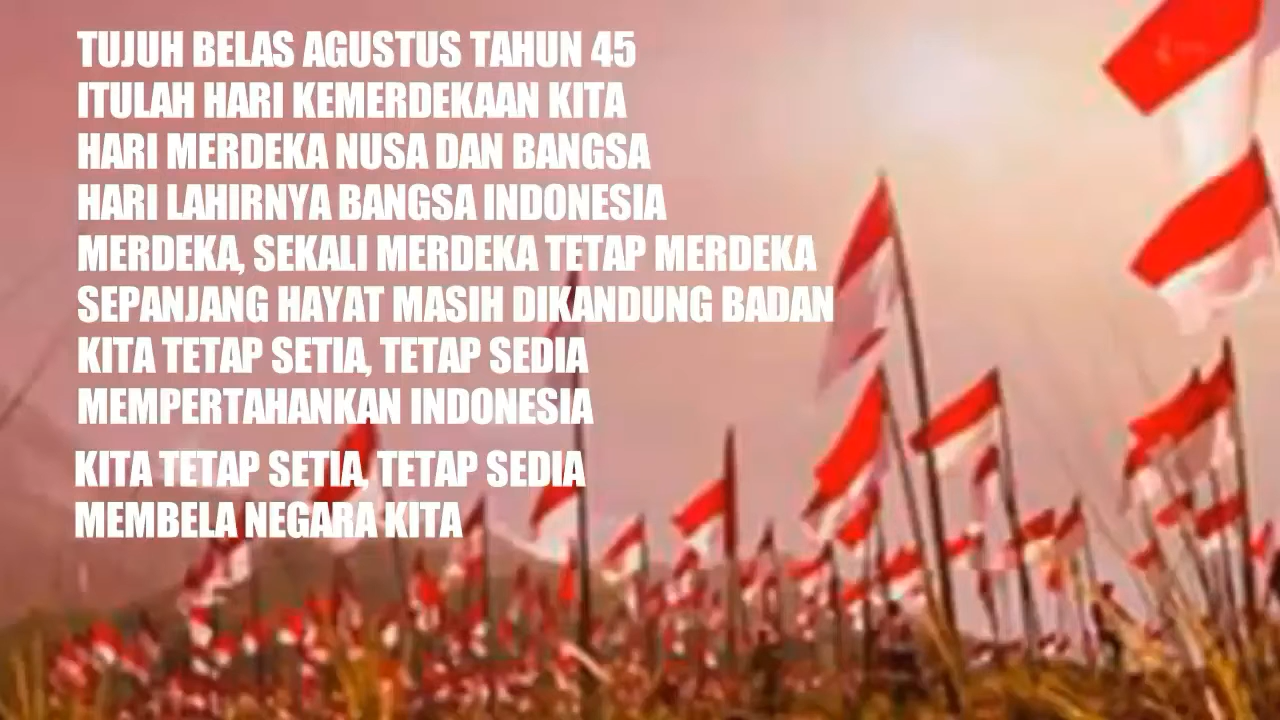 TUJUH BELAS AGUSTUS TAHUN 45
ITULAH HARI KEMERDEKAAN KITA
HARI MERDEKA NUSA DAN BANGSA
HARI LAHIRNYA BANGSA INDONESIA
MERDEKA, SEKALI MERDEKA TETAP MERDEKA
SEPANJANG HAYAT MASIH DIKANDUNG BADAN
KITA TETAP SETIA, TETAP SEDIA
MEMPERTAHANKAN INDONESIA
KITA TETAP SETIA, TETAP SEDIA
MEMBELA NEGARA KITA